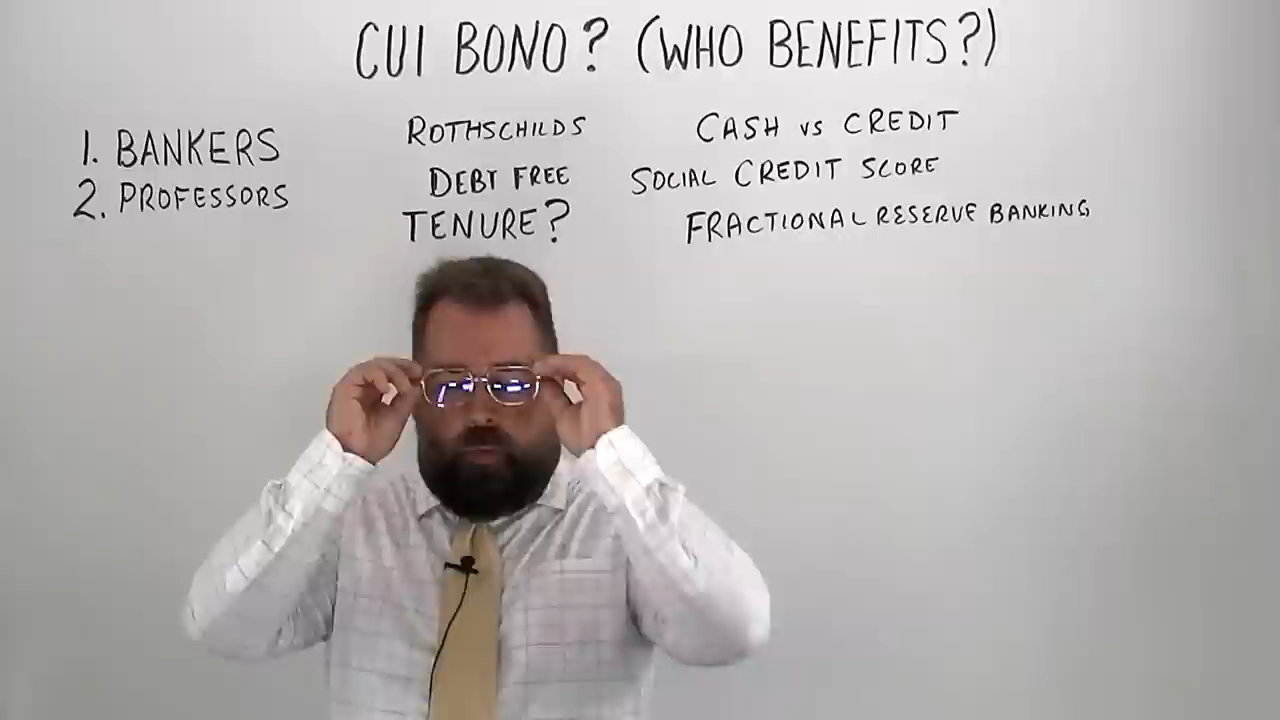 CUI BONO? (WHO BENEFITS?)
1. BANKERS
2. PROFESSORS
ROTHSCHILDS
DEBT FREE
TENURE?
CASH vs CREDIT
SOCIAL CREDIT SCORE
FRACTIONAL RESERVE BANKING